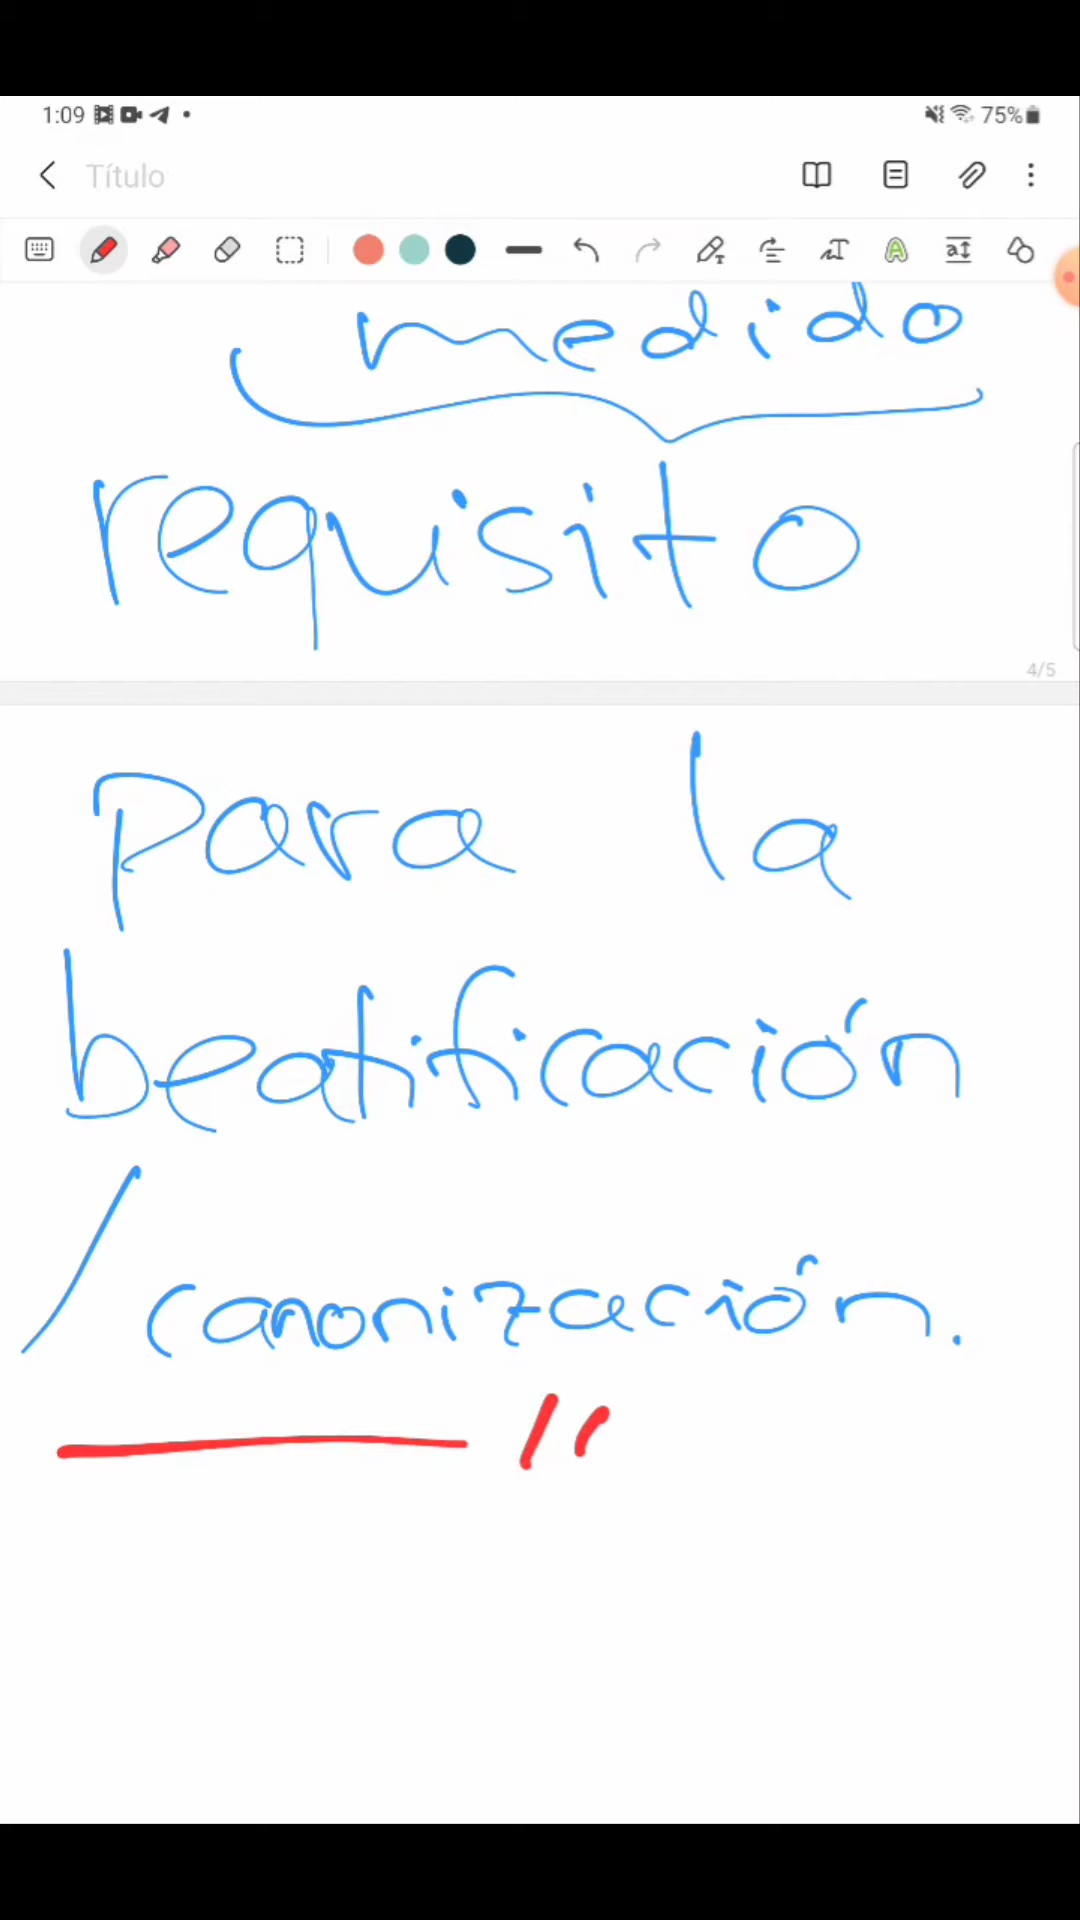 1:09 75%
Título
medido
requisito
4/5
para la
beatificación
/canonización.